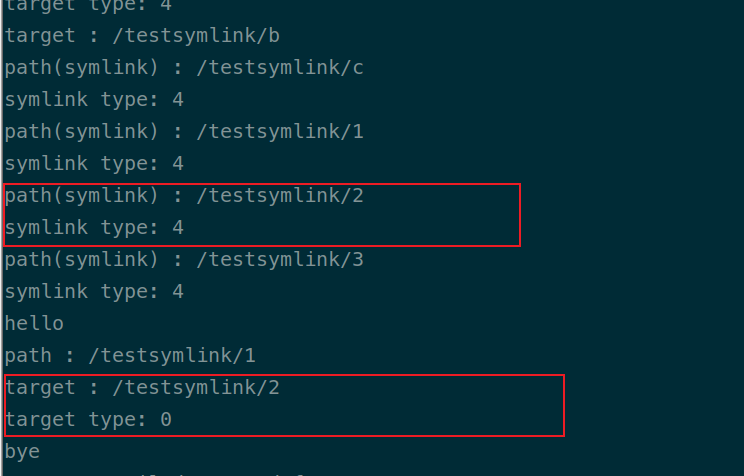 target type: 4
target : /testsymlink/b
path(symlink) : /testsymlink/c
symlink type: 4
path(symlink) : /testsymlink/1
symlink type: 4
path(symlink) : /testsymlink/2
symlink type: 4
path(symlink) : /testsymlink/3
symlink type: 4
hello
path : /testsymlink/1
target : /testsymlink/2
target type: 0
bye